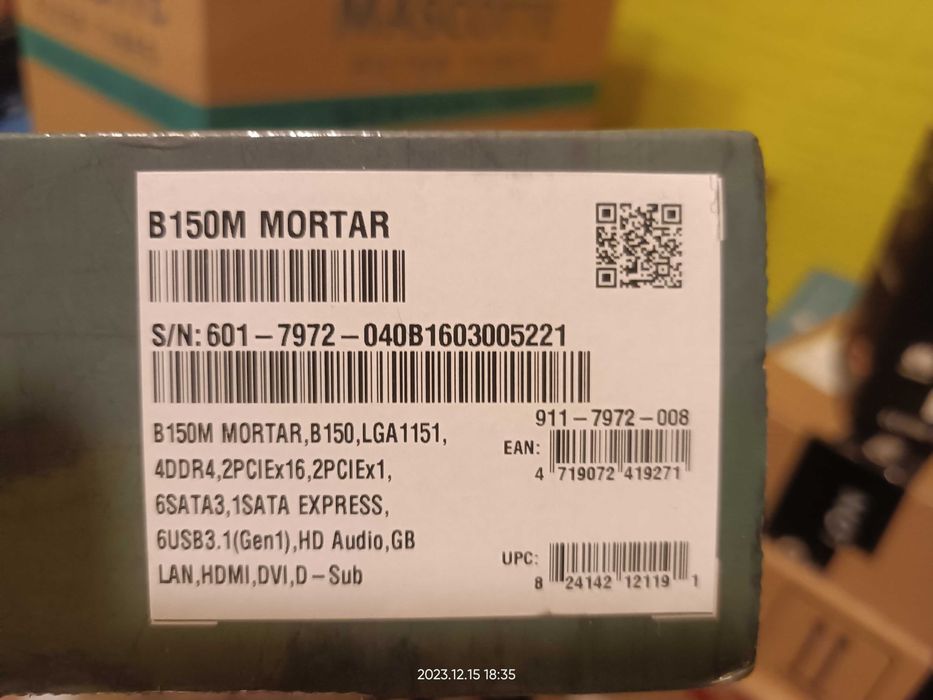 B150M MORTAR
S/N: 601-7972-040B1603005221
B150M MORTAR,B150,LGA1151,
4DDR4,2PCIEx16,2PCIEx1,
6SATA3,1SATA EXPRESS,
6USB3.1(Gen1),HD Audio,GB
LAN,HDMI,DVI,D-Sub
911-7972-008
EAN:
4 719072 419271
UPC:
8 24142 12119 1
2023.12.15 18:35